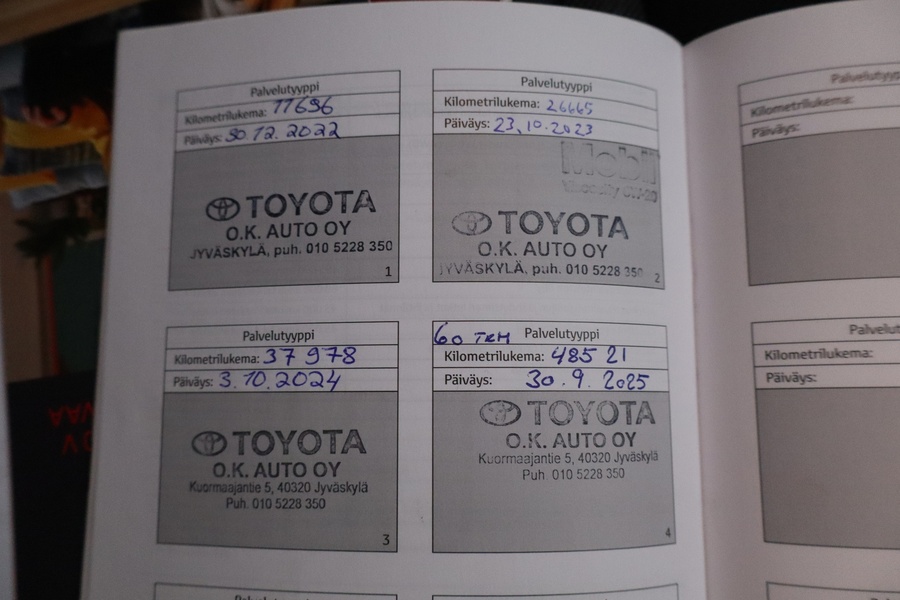 Palvelutyyppi
Kilometrilukema: 11696
Päiväys: 30.12.2022
TOYOTA
O.K. AUTO OY
JYVÄSKYLÄ, puh. 010 5228 350
1
Palvelutyyppi
Kilometrilukema: 26665
Päiväys: 23.10.2023
Mobil
TOYOTA
O.K. AUTO OY
JYVÄSKYLÄ, puh. 010 5228 350
2
60 TKM Palvelutyyppi
Kilometrilukema: 48521
Päiväys: 30.9.2025
TOYOTA
O.K. AUTO OY
Kuormaajantie 5, 40320 Jyväskylä
Puh. 010 5228 350
4
Palvelutyyppi
Kilometrilukema: 37978
Päiväys: 3.10.2024
TOYOTA
O.K. AUTO OY
Kuormaajantie 5, 40320 Jyväskylä
Puh. 010 5228 350
3
Kilometrilukema:
Päiväys:
Kilometrilukema:
Päiväys: